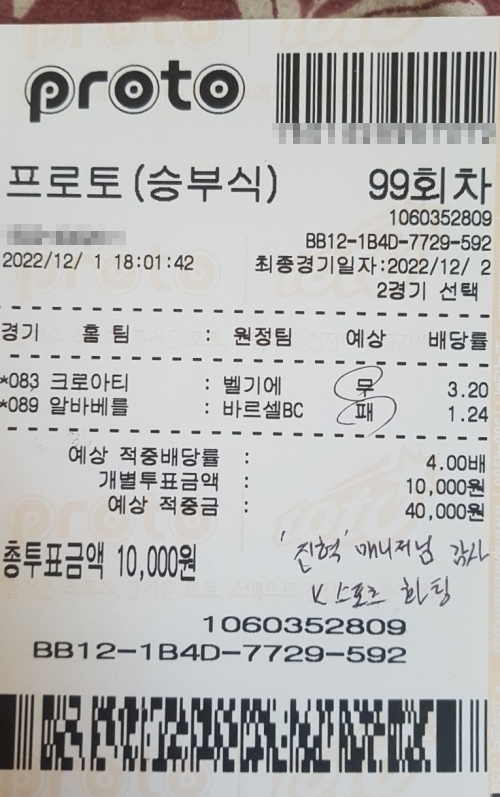 proto
프로토(승부식) 99회차
1060352809
BB12-1B4D-7729-592
2022/12/ 1 18:01:42 최종경기일자:2022/12/ 2
2경기 선택
경기 홈팀 : 원정팀 예상 배당률
*083 크로아티 : 벨기에 무 3.20
*089 알바베를 : 바르셀BC 패 1.24
예상 적중배당률 : 4.00배
개별투표금액 : 10,000원
예상 적중금 : 40,000원
총투표금액 10,000원
매니저님 감사
K스포츠 화팅
1060352809
BB12-1B4D-7729-592